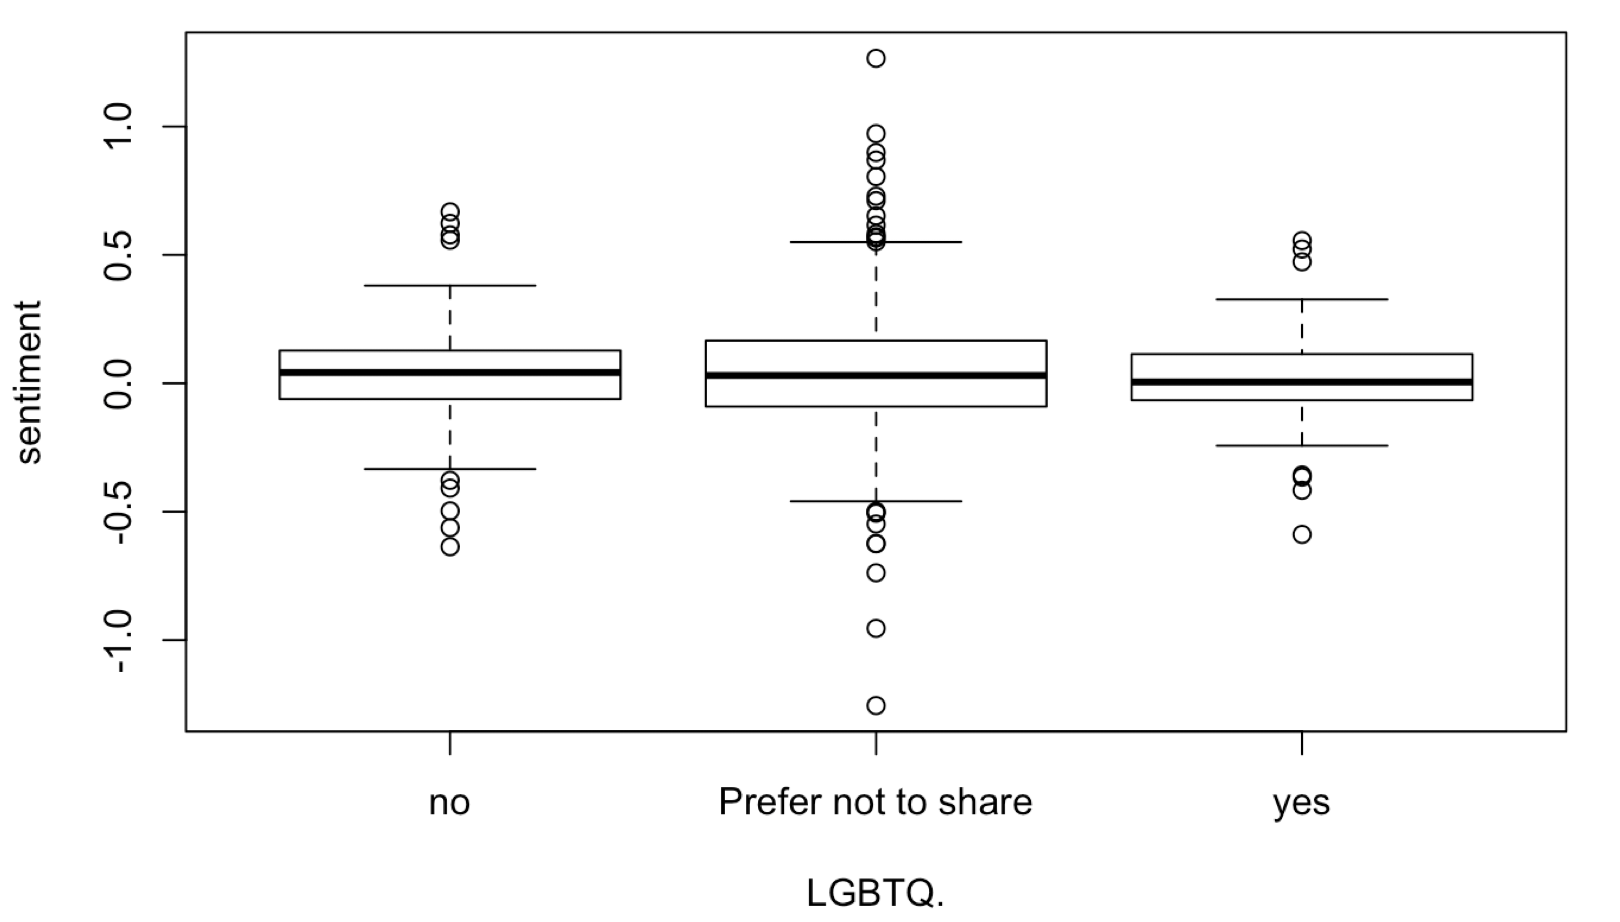 sentiment
1.0
0.5
0.0
-0.5
-1.0
no
Prefer not to share
yes
LGBTQ.